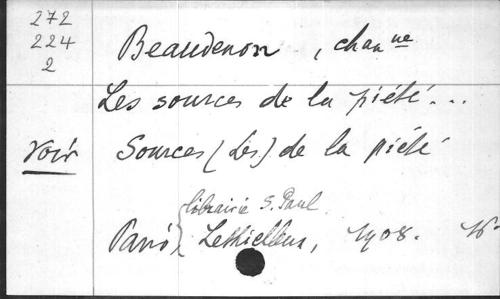 272
224
2
Beaudenom, channe
Les sources de la piété...
Voir Sources (Les) de la piété
librairie S. Paul
Paris, Lethielleux, 1908. 16°